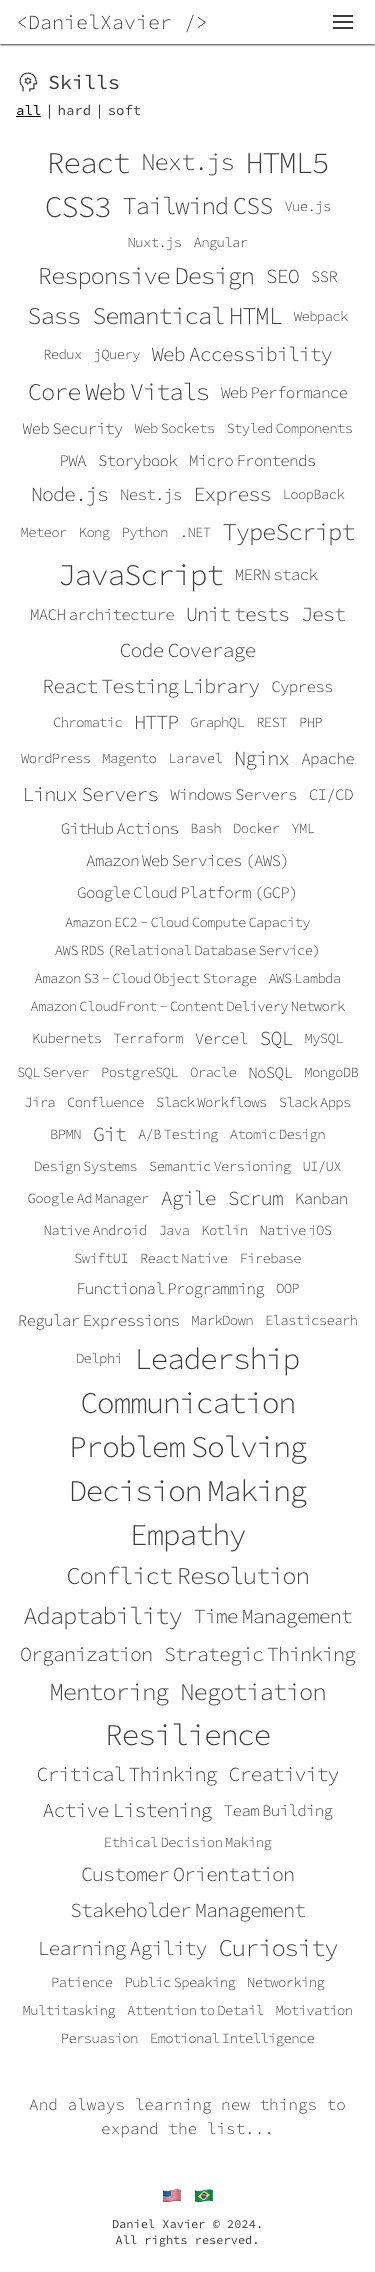 <DanielXavier />
Skills
all | hard | soft
React Next.js HTML5
CSS3 Tailwind CSS Vue.js
Nuxt.js Angular
Responsive Design SEO SSR
Sass Semantical HTML Webpack
Redux jQuery Web Accessibility
Core Web Vitals Web Performance
Web Security Web Sockets Styled Components
PWA Storybook Micro Frontends
Node.js Nest.js Express LoopBack
Meteor Kong Python .NET TypeScript
JavaScript MERN stack
MACH architecture Unit tests Jest
Code Coverage
React Testing Library Cypress
Chromatic HTTP GraphQL REST PHP
WordPress Magento Laravel Nginx Apache
Linux Servers Windows Servers CI/CD
GitHub Actions Bash Docker YML
Amazon Web Services (AWS)
Google Cloud Platform (GCP)
Amazon EC2 - Cloud Compute Capacity
AWS RDS (Relational Database Service)
Amazon S3 - Cloud Object Storage AWS Lambda
Amazon CloudFront - Content Delivery Network
Kubernets Terraform Vercel SQL MySQL
SQL Server PostgreSQL Oracle NoSQL MongoDB
Jira Confluence Slack Workflows Slack Apps
BPMN Git A/B Testing Atomic Design
Design Systems Semantic Versioning UI/UX
Google Ad Manager Agile Scrum Kanban
Native Android Java Kotlin Native iOS
SwiftUI React Native Firebase
Functional Programming OOP
Regular Expressions MarkDown Elasticsearh
Delphi Leadership
Communication
Problem Solving
Decision Making
Empathy
Conflict Resolution
Adaptability Time Management
Organization Strategic Thinking
Mentoring Negotiation
Resilience
Critical Thinking Creativity
Active Listening Team Building
Ethical Decision Making
Customer Orientation
Stakeholder Management
Learning Agility Curiosity
Patience Public Speaking Networking
Multitasking Attention to Detail Motivation
Persuasion Emotional Intelligence
And always learning new things to
expand the list...
Daniel Xavier © 2024.
All rights reserved.